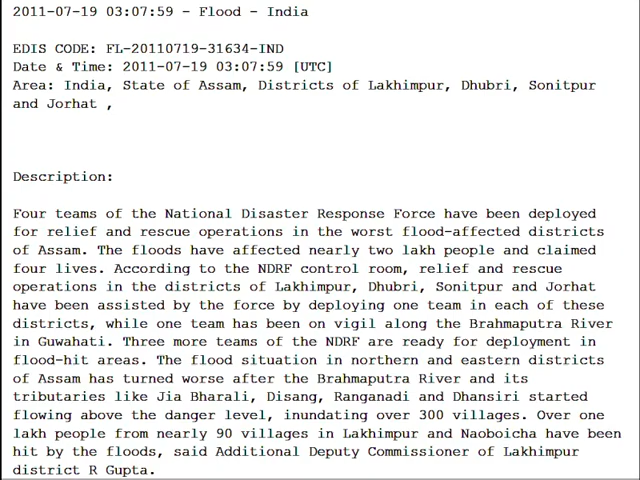 2011-07-19 03:07:59 - Flood - India
EDIS CODE: FL-20110719-31634-IND
Date & Time: 2011-07-19 03:07:59 [UTC]
Area: India, State of Assam, Districts of Lakhimpur, Dhubri, Sonitpur
and Jorhat ,
Description:
Four teams of the National Disaster Response Force have been deployed
for relief and rescue operations in the worst flood-affected districts
of Assam. The floods have affected nearly two lakh people and claimed
four lives. According to the NDRF control room, relief and rescue
operations in the districts of Lakhimpur, Dhubri, Sonitpur and Jorhat
have been assisted by the force by deploying one team in each of these
districts, while one team has been on vigil along the Brahmaputra River
in Guwahati. Three more teams of the NDRF are ready for deployment in
flood-hit areas. The flood situation in northern and eastern districts
of Assam has turned worse after the Brahmaputra River and its
tributaries like Jia Bharali, Disang, Ranganadi and Dhansiri started
flowing above the danger level, inundating over 300 villages. Over one
lakh people from nearly 90 villages in Lakhimpur and Naoboicha have been
hit by the floods, said Additional Deputy Commissioner of Lakhimpur
district R Gupta.